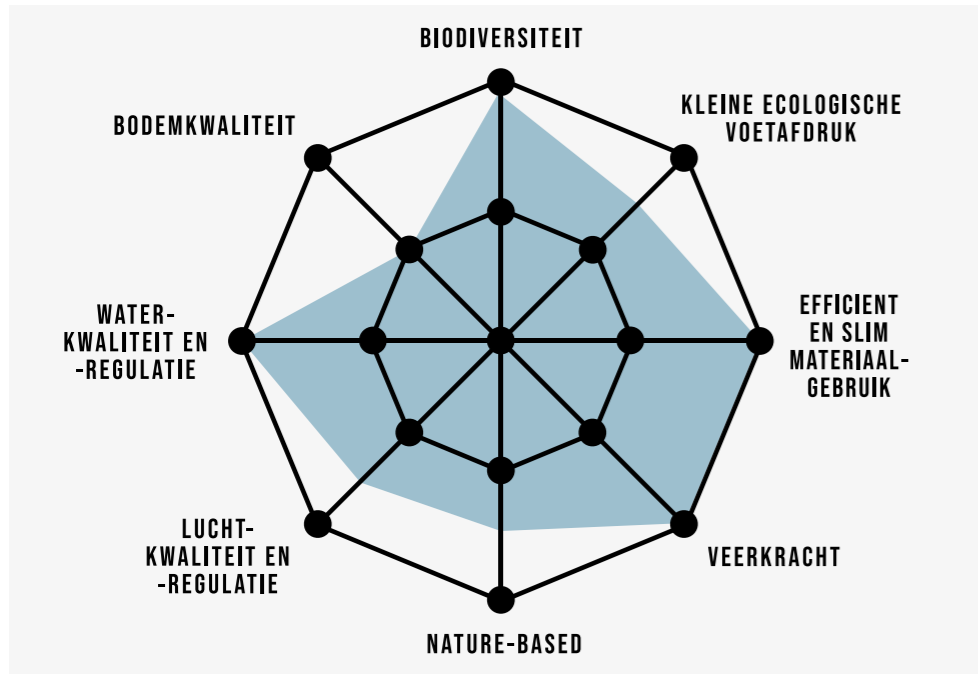 BIODIVERSITEIT
KLEINE ECOLOGISCHE
VOETAFDRUK
BODEMKWALITEIT
EFFICIENT
EN SLIM
MATERIAAL-
GEBRUIK
WATER-
KWALITEIT EN
-REGULATIE
LUCHT-
KWALITEIT EN
-REGULATIE
VEERKRACHT
NATURE-BASED